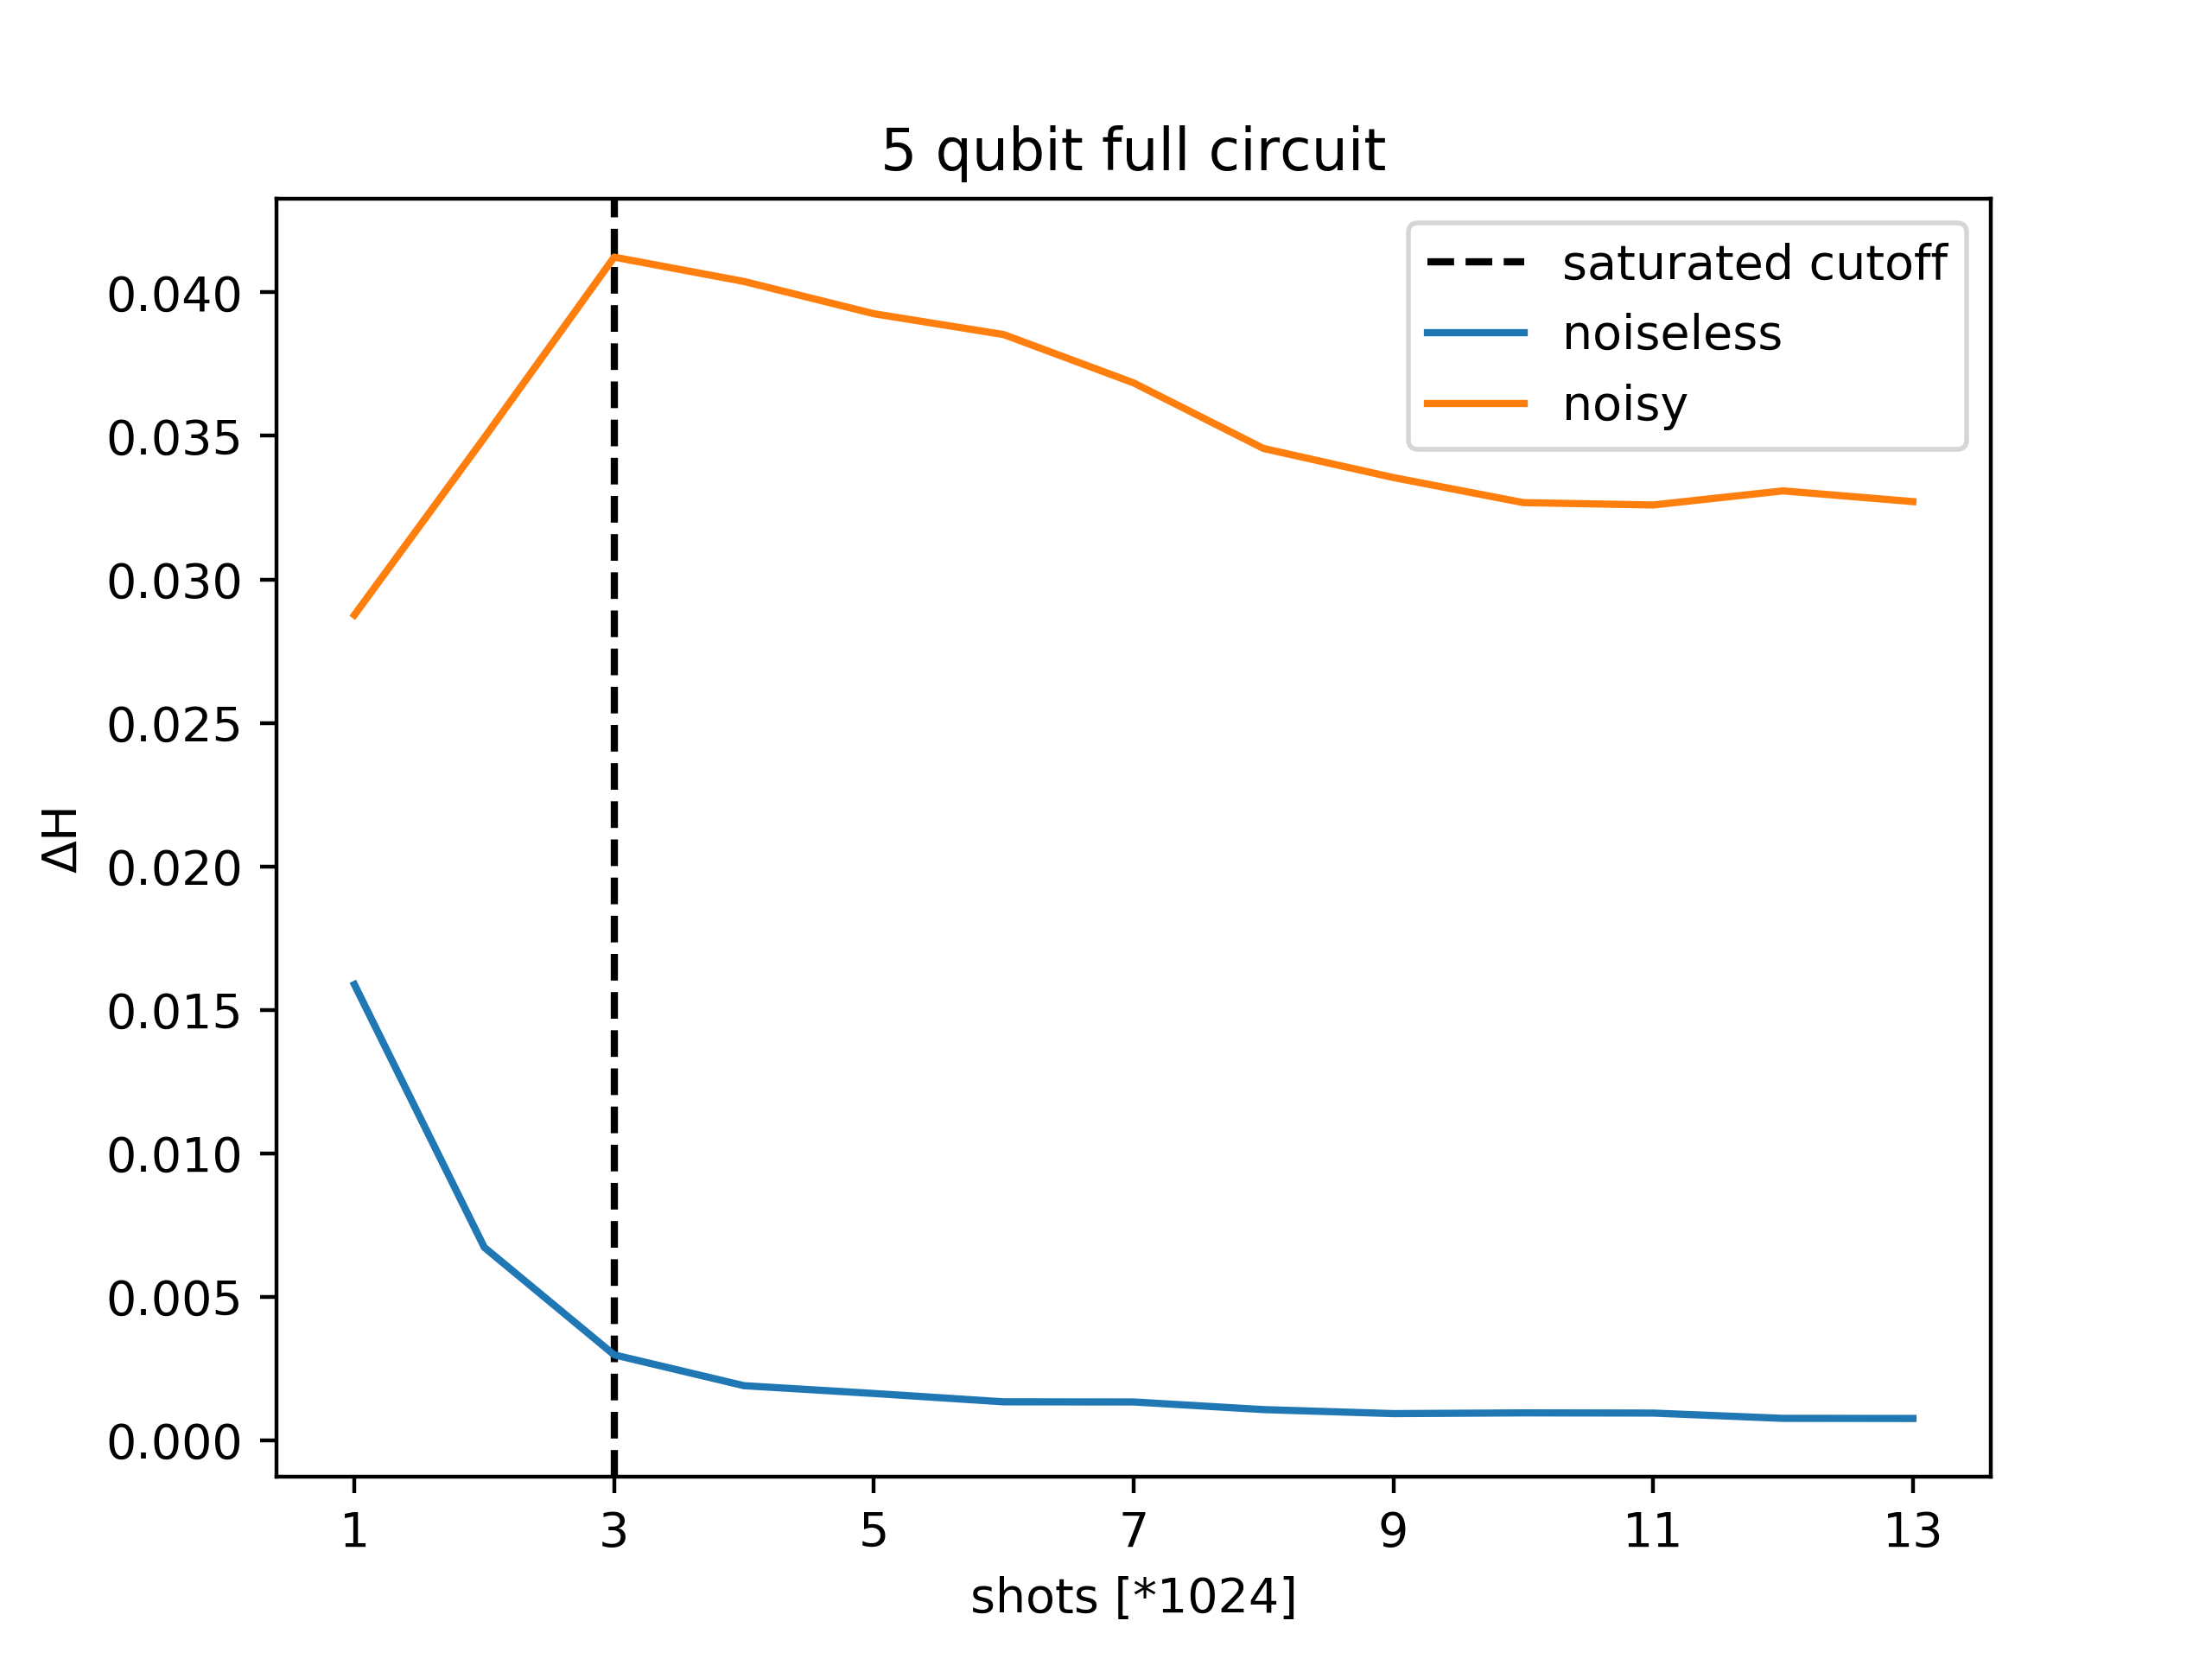 5 qubit full circuit
saturated cutoff
noiseless
noisy
0.040
0.035
0.030
0.025
0.020
0.015
0.010
0.005
0.000
ΔH
1 3 5 7 9 11 13
shots [*1024]